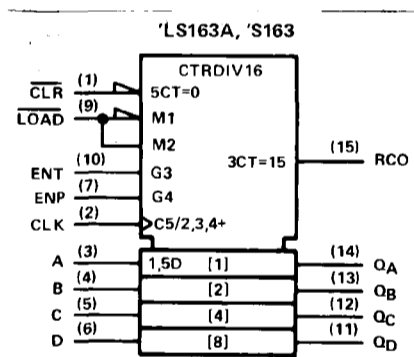 'LS163A, 'S163
CTRDIV16
CLR (1) 5CT=0
LOAD (9) M1
M2
ENT (10) G3 3CT=15 (15) RCO
ENP (7) G4
CLK (2) C5/2,3,4+
A (3) 1,5D [1] (14) QA
B (4) [2] (13) QB
C (5) [4] (12) QC
D (6) [8] (11) QD